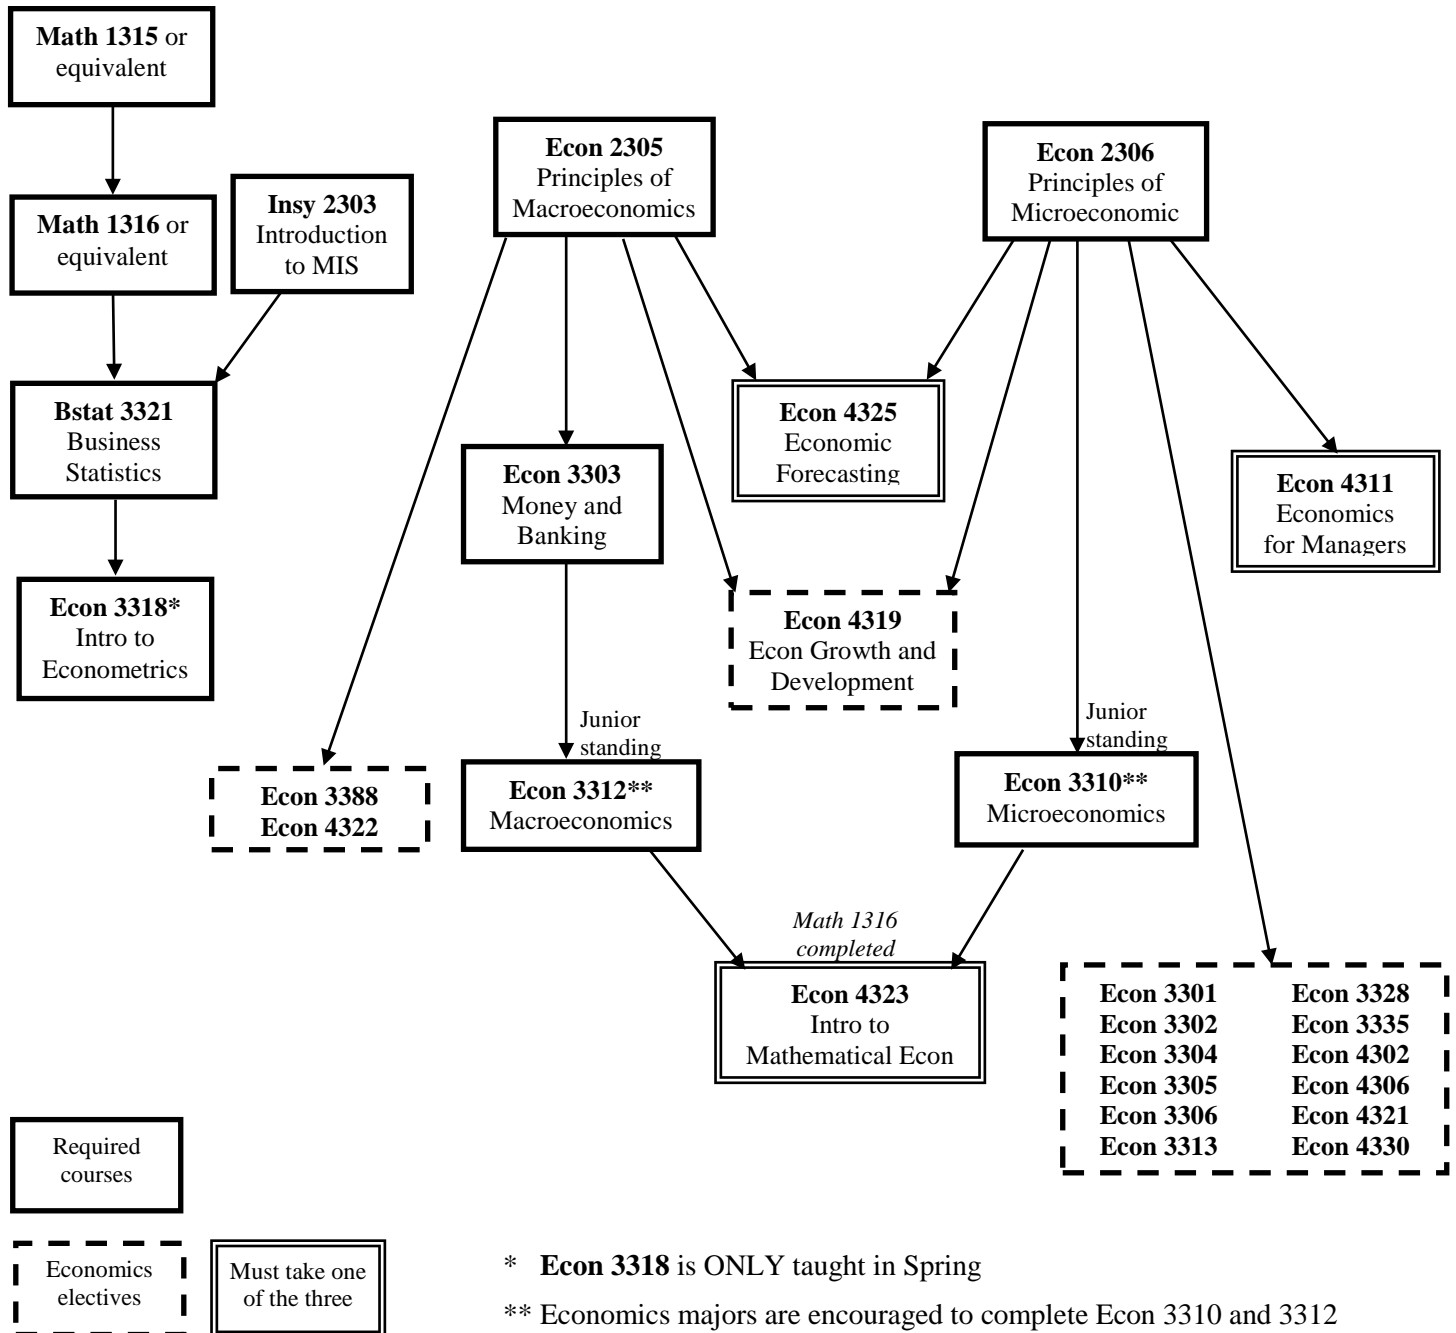 Math 1315 or
equivalent
Math 1316 or
equivalent
Insy 2303
Introduction
to MIS
Econ 2305
Principles of
Macroeconomics
Econ 2306
Principles of
Microeconomic
Bstat 3321
Business
Statistics
Econ 3303
Money and
Banking
Econ 4325
Economic
Forecasting
Econ 4311
Economics
for Managers
Econ 3318*
Intro to
Econometrics
Econ 4319
Econ Growth and
Development
Junior
standing
Junior
standing
Econ 3388
Econ 4322
Econ 3312**
Macroeconomics
Econ 3310**
Microeconomics
Math 1316
completed
Econ 4323
Intro to
Mathematical Econ
Econ 3301 Econ 3328
Econ 3302 Econ 3335
Econ 3304 Econ 4302
Econ 3305 Econ 4306
Econ 3306 Econ 4321
Econ 3313 Econ 4330
Required
courses
Economics
electives
Must take one
of the three
* Econ 3318 is ONLY taught in Spring
** Economics majors are encouraged to complete Econ 3310 and 3312